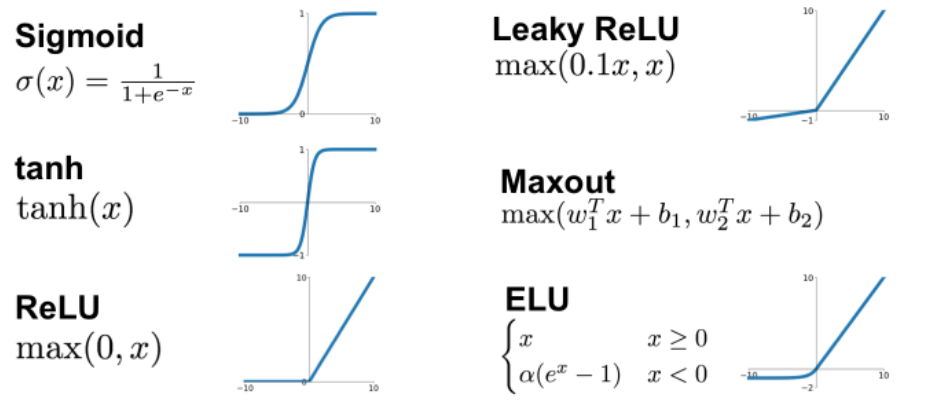 Sigmoid
σ(x) = 1/(1+e^{-x})
1
0
-10
10
tanh
tanh(x)
1
-10
10
-1
ReLU
max(0, x)
10
0
-10
10
Leaky ReLU
max(0.1x, x)
10
-10
-1
10
Maxout
max(w_1^T x + b_1, w_2^T x + b_2)
ELU
{ x x ≥ 0
α(e^x − 1) x < 0
10
-10
-2
10